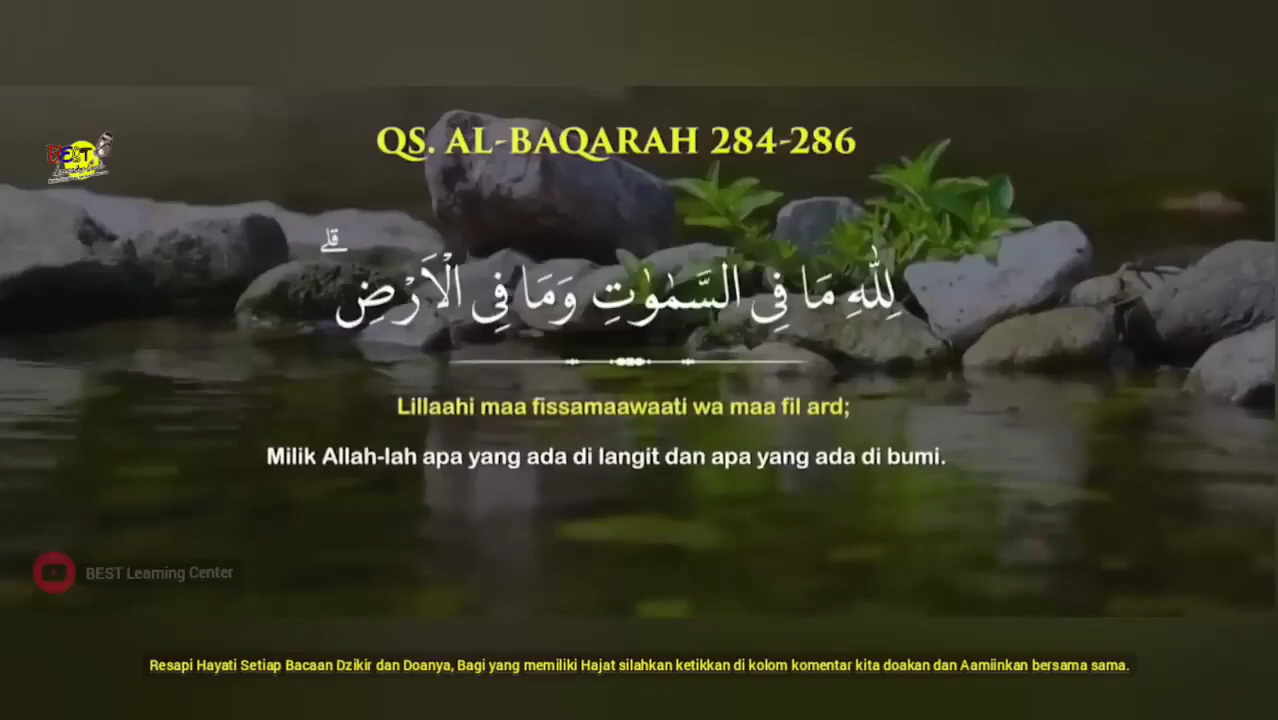 QS. AL-BAQARAH 284-286
BEST
لِلّٰهِ مَا فِى السَّمٰوٰتِ وَمَا فِى الْاَرْضِۗ
Lillaahi maa fissamaawaati wa maa fil ard;
Milik Allah-lah apa yang ada di langit dan apa yang ada di bumi.
BEST Learning Center
Resapi Hayati Setiap Bacaan Dzikir dan Doanya, Bagi yang memiliki Hajat silahkan ketikkan di kolom komentar kita doakan dan Aamiinkan bersama sama.